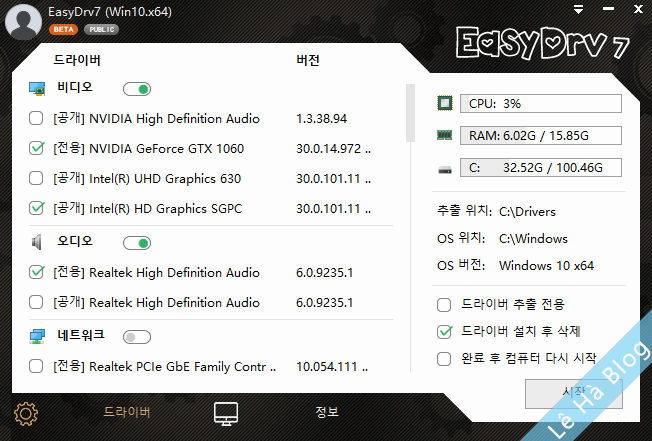 EasyDrv7 (Win10.x64)
BETA PUBLIC
EasyDrv 7
드라이버 버전
비디오
[공개] NVIDIA High Definition Audio 1.3.38.94
[전용] NVIDIA GeForce GTX 1060 30.0.14.972 ..
[공개] Intel(R) UHD Graphics 630 30.0.101.11 ..
[공개] Intel(R) HD Graphics SGPC 30.0.101.11 ..
오디오
[전용] Realtek High Definition Audio 6.0.9235.1
[공개] Realtek High Definition Audio 6.0.9235.1
네트워크
[전용] Realtek PCIe GbE Family Contr .. 10.054.111 ..
CPU: 3%
RAM: 6.02G / 15.85G
C: 32.52G / 100.46G
추출 위치: C:\Drivers
OS 위치: C:\Windows
OS 버전: Windows 10 x64
드라이버 추출 전용
드라이버 설치 후 삭제
완료 후 컴퓨터 다시 시작
시작
드라이버 정보
Lê Hà Blog